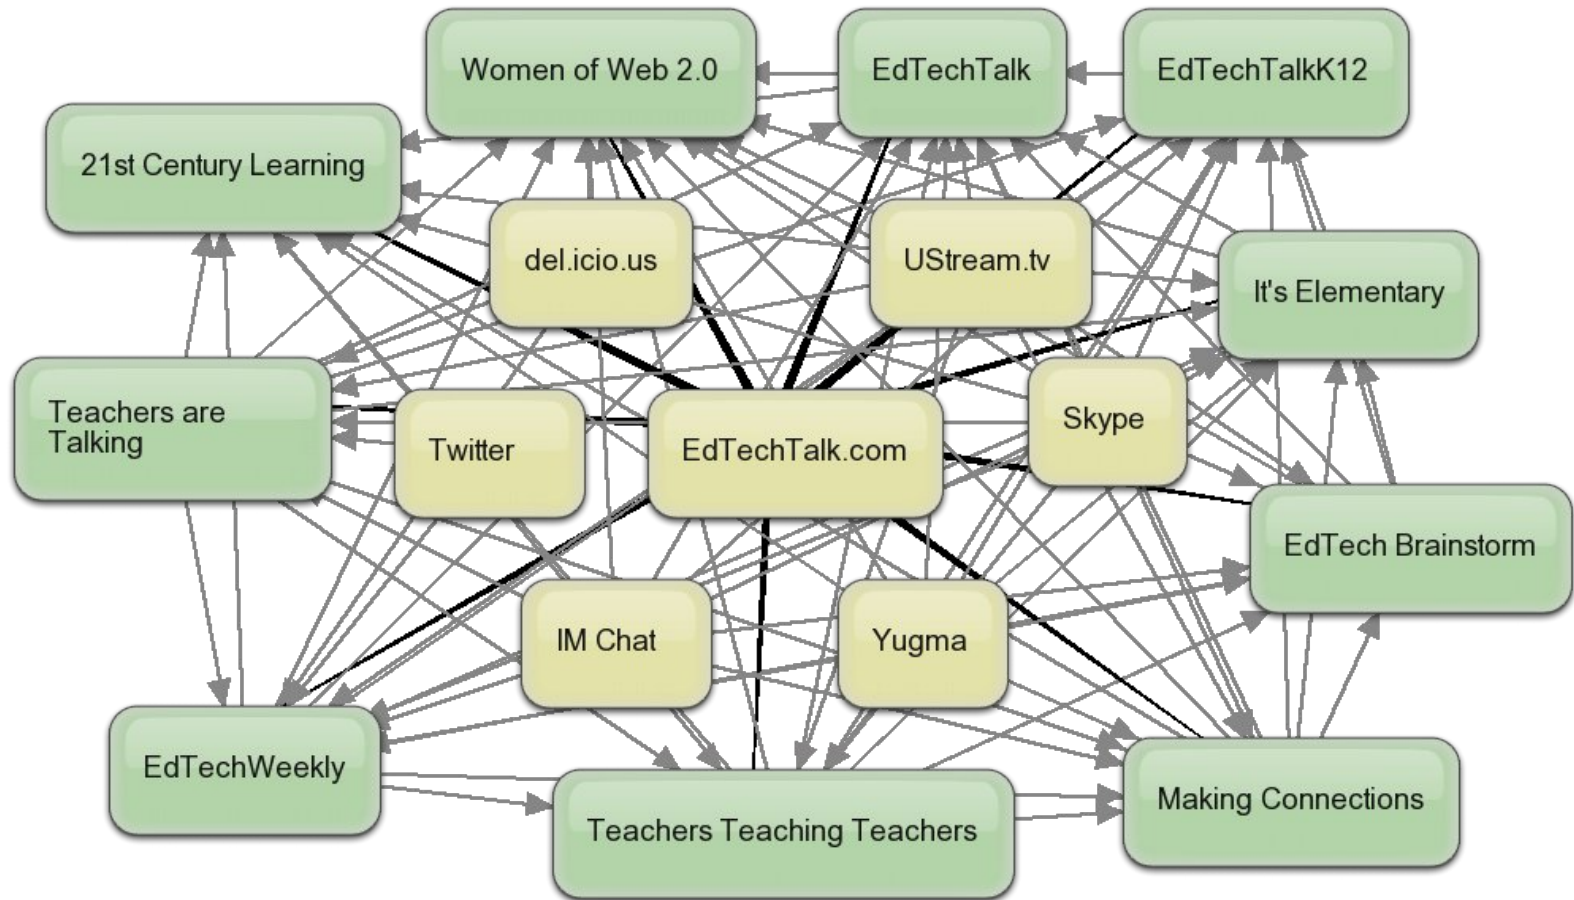 Women of Web 2.0
EdTechTalk
EdTechTalkK12
21st Century Learning
del.icio.us
UStream.tv
It's Elementary
Teachers are
Talking
Twitter
EdTechTalk.com
Skype
EdTech Brainstorm
IM Chat
Yugma
EdTechWeekly
Teachers Teaching Teachers
Making Connections